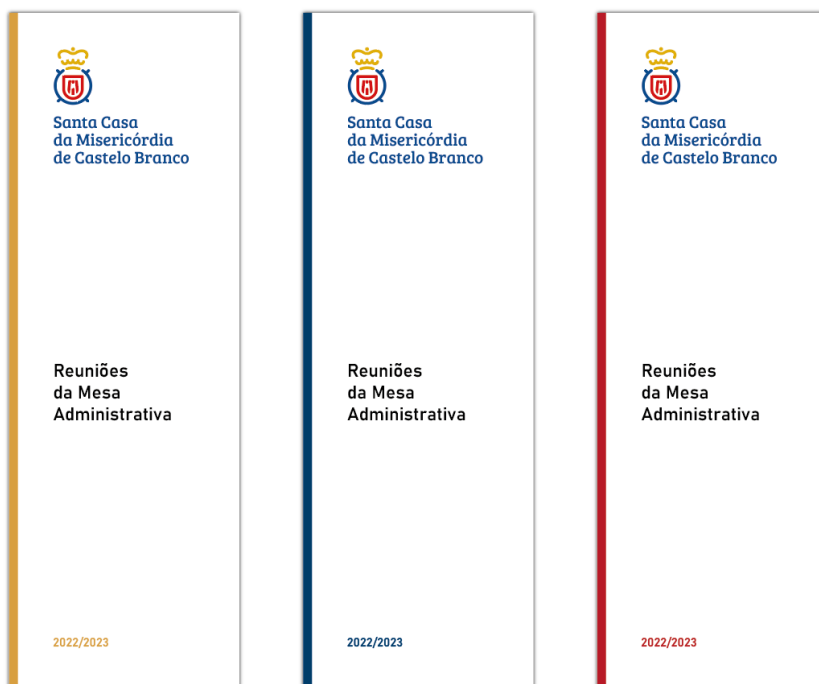 Santa Casa
da Misericórdia
de Castelo Branco
Reuniões
da Mesa
Administrativa
2022/2023
Santa Casa
da Misericórdia
de Castelo Branco
Reuniões
da Mesa
Administrativa
2022/2023
Santa Casa
da Misericórdia
de Castelo Branco
Reuniões
da Mesa
Administrativa
2022/2023